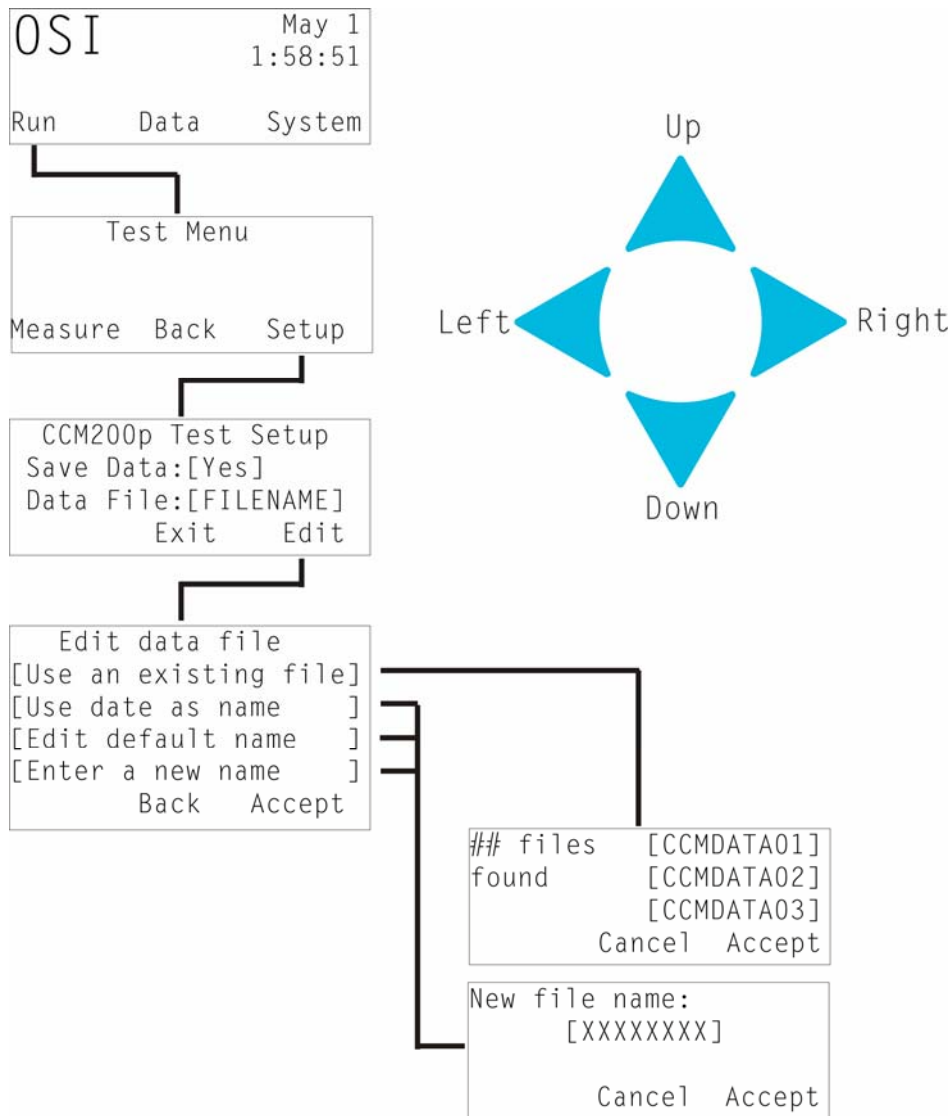 OSI May 1
1:58:51
Run Data System
Test Menu
Measure Back Setup
CCM200p Test Setup
Save Data:[Yes]
Data File:[FILENAME]
Exit Edit
Edit data file
[Use an existing file]
[Use date as name ]
[Edit default name ]
[Enter a new name ]
Back Accept
## files [CCMDATA01]
found [CCMDATA02]
[CCMDATA03]
Cancel Accept
New file name:
[XXXXXXXX]
Cancel Accept
Up
Left
Right
Down